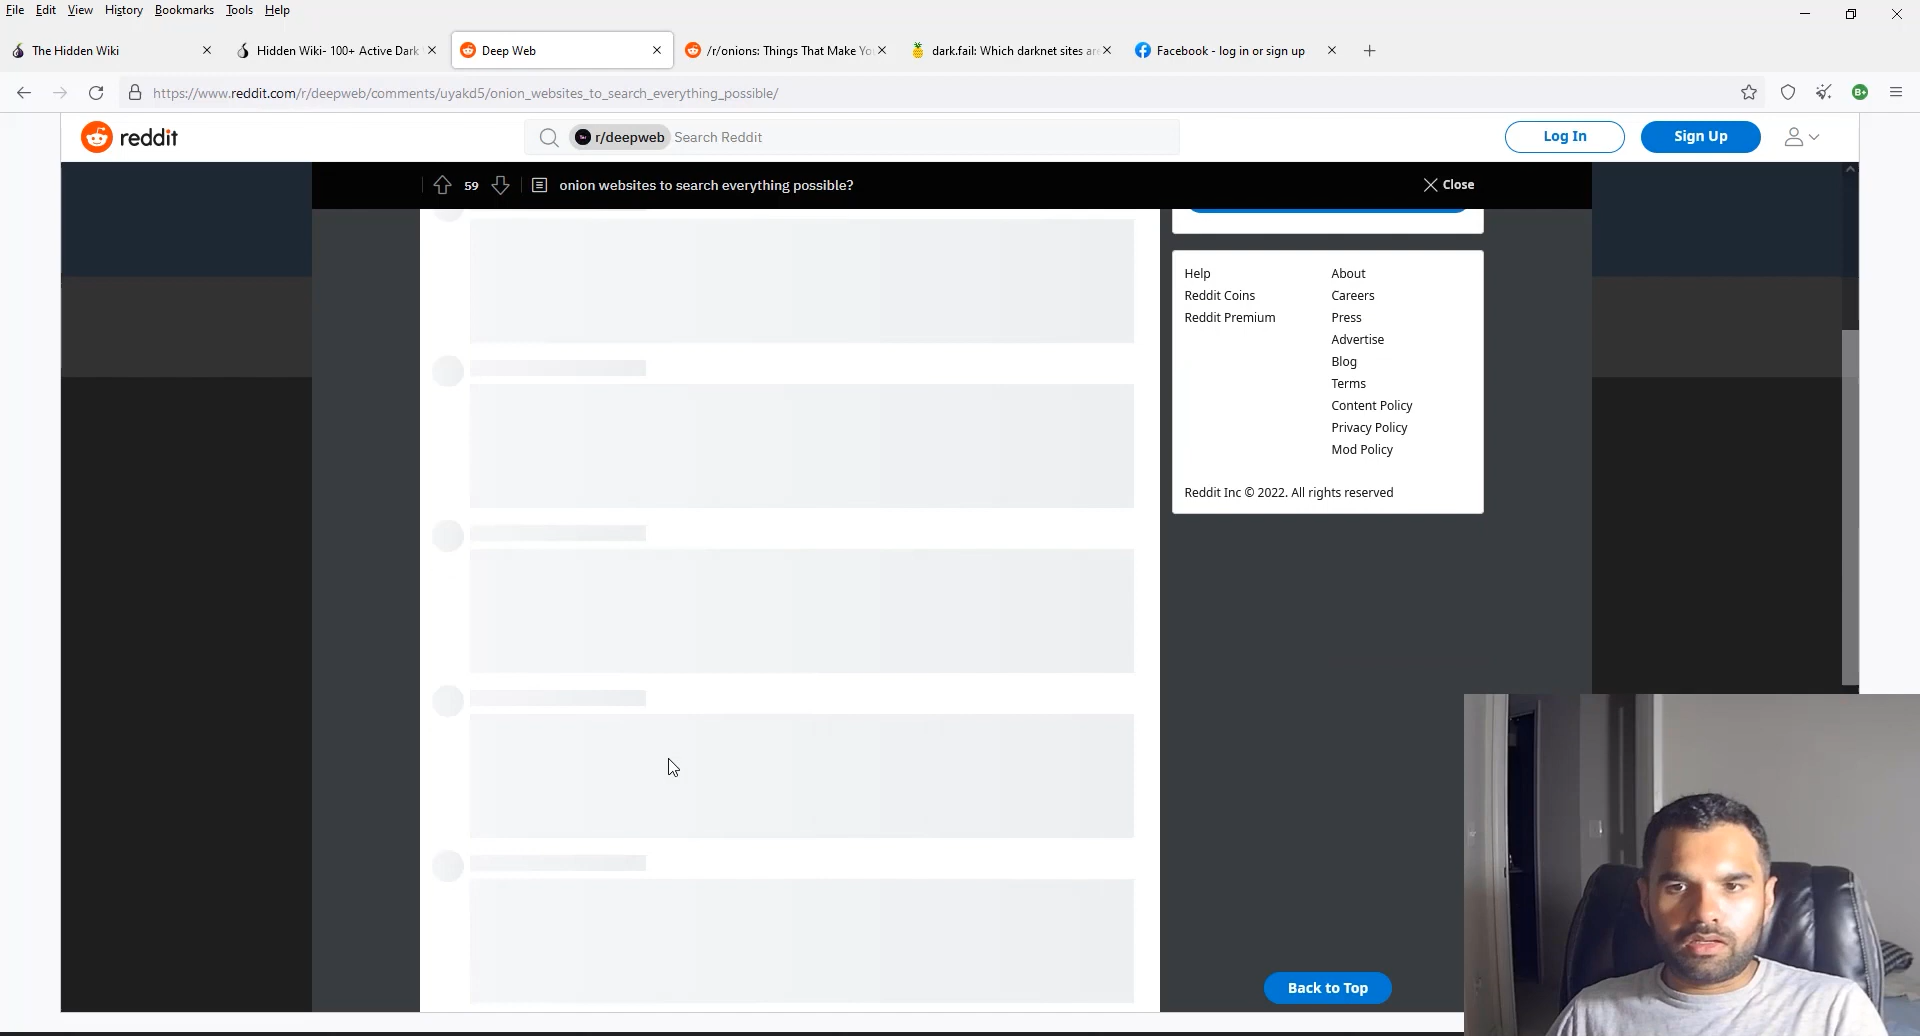 File Edit View History Bookmarks Tools Help
The Hidden Wiki
Hidden Wiki- 100+ Active Dark
Deep Web
/r/onions: Things That Make Yo
dark.fail: Which darknet sites are
Facebook - log in or sign up
https://www.reddit.com/r/deepweb/comments/uyakd5/onion_websites_to_search_everything_possible/
reddit
r/deepweb Search Reddit
Log In
Sign Up
59 onion websites to search everything possible?
Close
Help
Reddit Coins
Reddit Premium
About
Careers
Press
Advertise
Blog
Terms
Content Policy
Privacy Policy
Mod Policy
Reddit Inc © 2022. All rights reserved
Back to Top